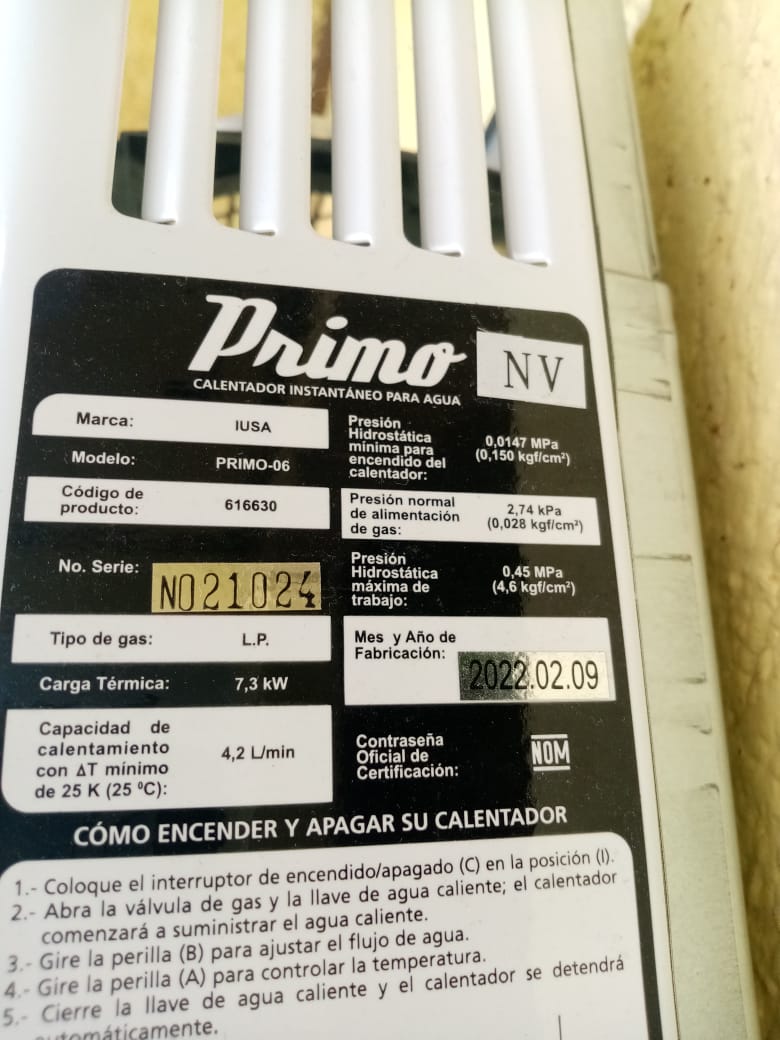 Primo
NV
CALENTADOR INSTANTÁNEO PARA AGUA
Marca: IUSA
Modelo: PRIMO-06
Código de
producto: 616630
No. Serie: N021024
Tipo de gas: L.P.
Carga Térmica: 7,3 kW
Capacidad de
calentamiento
con ΔT mínimo
de 25 K (25 ºC): 4,2 L/min
Presión
Hidrostática
mínima para
encendido del
calentador:
0,0147 MPa
(0,150 kgf/cm²)
Presión normal
de alimentación
de gas:
2,74 kPa
(0,028 kgf/cm²)
Presión
Hidrostática
máxima de
trabajo:
0,45 MPa
(4,6 kgf/cm²)
Mes y Año de
Fabricación:
2022.02.09
Contraseña
Oficial de
Certificación:
NOM
CÓMO ENCENDER Y APAGAR SU CALENTADOR
1.- Coloque el interruptor de encendido/apagado (C) en la posición (I).
2.- Abra la válvula de gas y la llave de agua caliente; el calentador
comenzará a suministrar el agua caliente.
3.- Gire la perilla (B) para ajustar el flujo de agua.
4.- Gire la perilla (A) para controlar la temperatura.
5.- Cierre la llave de agua caliente y el calentador se detendrá
automáticamente.